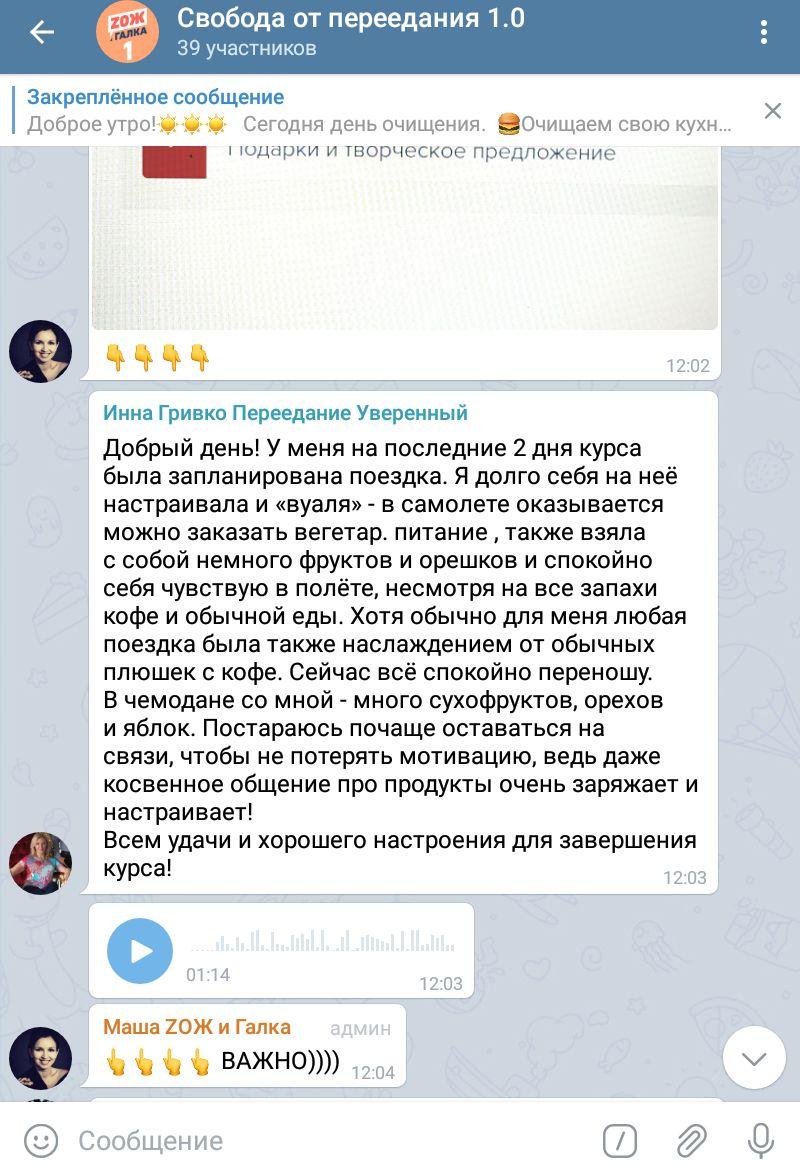 Свобода от переедания 1.0
39 участников
ZОЖ
ГАЛКА
1
Закреплённое сообщение
Доброе утро!☀️☀️☀️ Сегодня день очищения. 🍔Очищаем свою кухн...
Подарки и творческое предложение
👇👇👇👇
12:02
Инна Гривко Переедание Уверенный
Добрый день! У меня на последние 2 дня курса
была запланирована поездка. Я долго себя на неё
настраивала и «вуаля» - в самолете оказывается
можно заказать вегетар. питание , также взяла
с собой немного фруктов и орешков и спокойно
себя чувствую в полёте, несмотря на все запахи
кофе и обычной еды. Хотя обычно для меня любая
поездка была также наслаждением от обычных
плюшек с кофе. Сейчас всё спокойно переношу.
В чемодане со мной - много сухофруктов, орехов
и яблок. Постараюсь почаще оставаться на
связи, чтобы не потерять мотивацию, ведь даже
косвенное общение про продукты очень заряжает и
настраивает!
Всем удачи и хорошего настроения для завершения
курса!
12:03
01:14
12:03
Маша ZОЖ и Галка админ
👆👆👆👆 ВАЖНО))))
12:04
Сообщение